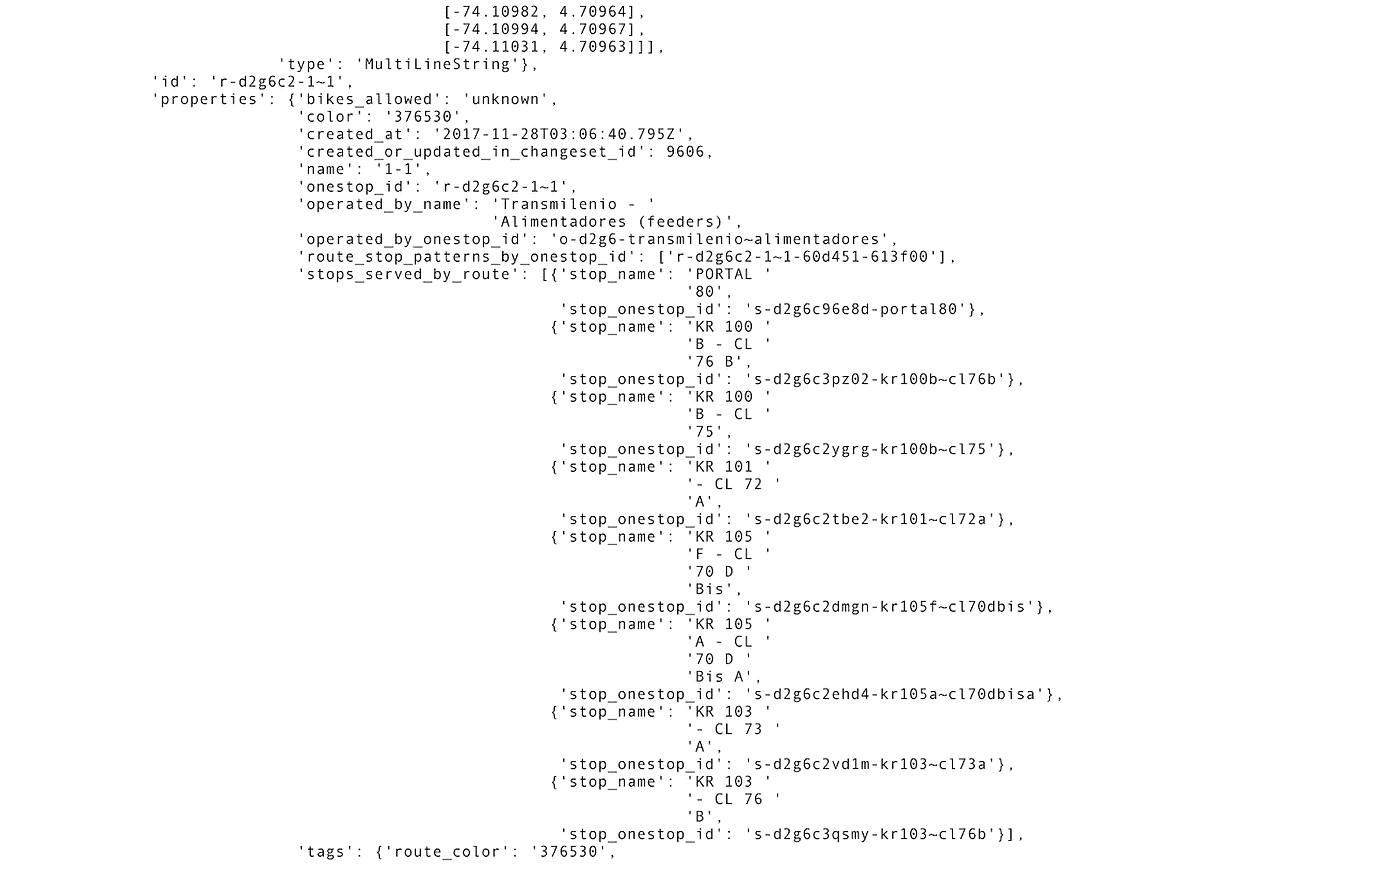 [-74.10982, 4.70964],
[-74.10994, 4.70967],
[-74.11031, 4.70963]]],
'type': 'MultiLineString'},
'id': 'r-d2g6c2-1~1',
'properties': {'bikes_allowed': 'unknown',
'color': '376530',
'created_at': '2017-11-28T03:06:40.795Z',
'created_or_updated_in_changeset_id': 9606,
'name': '1-1',
'onestop_id': 'r-d2g6c2-1~1',
'operated_by_name': 'Transmilenio - '
'Alimentadores (feeders)',
'operated_by_onestop_id': 'o-d2g6-transmilenio~alimentadores',
'route_stop_patterns_by_onestop_id': ['r-d2g6c2-1~1-60d451-613f00'],
'stops_served_by_route': [{'stop_name': 'PORTAL '
'80',
'stop_onestop_id': 's-d2g6c96e8d-portal80'},
{'stop_name': 'KR 100 '
'B - CL '
'76 B',
'stop_onestop_id': 's-d2g6c3pz02-kr100b~cl76b'},
{'stop_name': 'KR 100 '
'B - CL '
'75',
'stop_onestop_id': 's-d2g6c2ygrg-kr100b~cl75'},
{'stop_name': 'KR 101 '
'- CL 72 '
'A',
'stop_onestop_id': 's-d2g6c2tbe2-kr101~cl72a'},
{'stop_name': 'KR 105 '
'F - CL '
'70 D '
'Bis',
'stop_onestop_id': 's-d2g6c2dmgn-kr105f~cl70dbis'},
{'stop_name': 'KR 105 '
'A - CL '
'70 D '
'Bis A',
'stop_onestop_id': 's-d2g6c2ehd4-kr105a~cl70dbisa'},
{'stop_name': 'KR 103 '
'- CL 73 '
'A',
'stop_onestop_id': 's-d2g6c2vd1m-kr103~cl73a'},
{'stop_name': 'KR 103 '
'- CL 76 '
'B',
'stop_onestop_id': 's-d2g6c3qsmy-kr103~cl76b'}],
'tags': {'route_color': '376530',